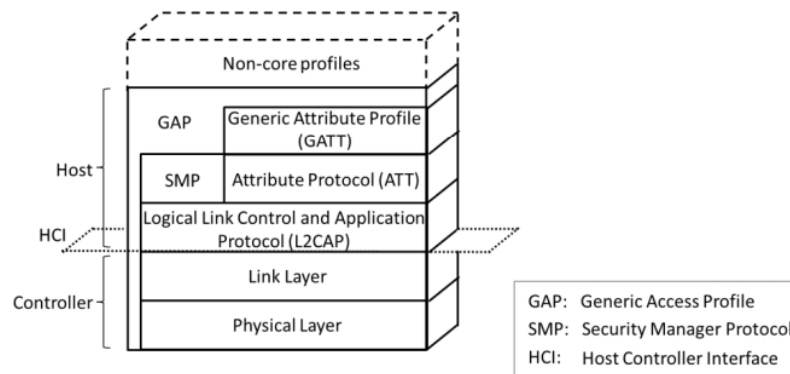 Non-core profiles
GAP
Generic Attribute Profile
(GATT)
Host
SMP
Attribute Protocol (ATT)
Logical Link Control and Application
Protocol (L2CAP)
HCI
Link Layer
Controller
Physical Layer
GAP: Generic Access Profile
SMP: Security Manager Protocol
HCI: Host Controller Interface